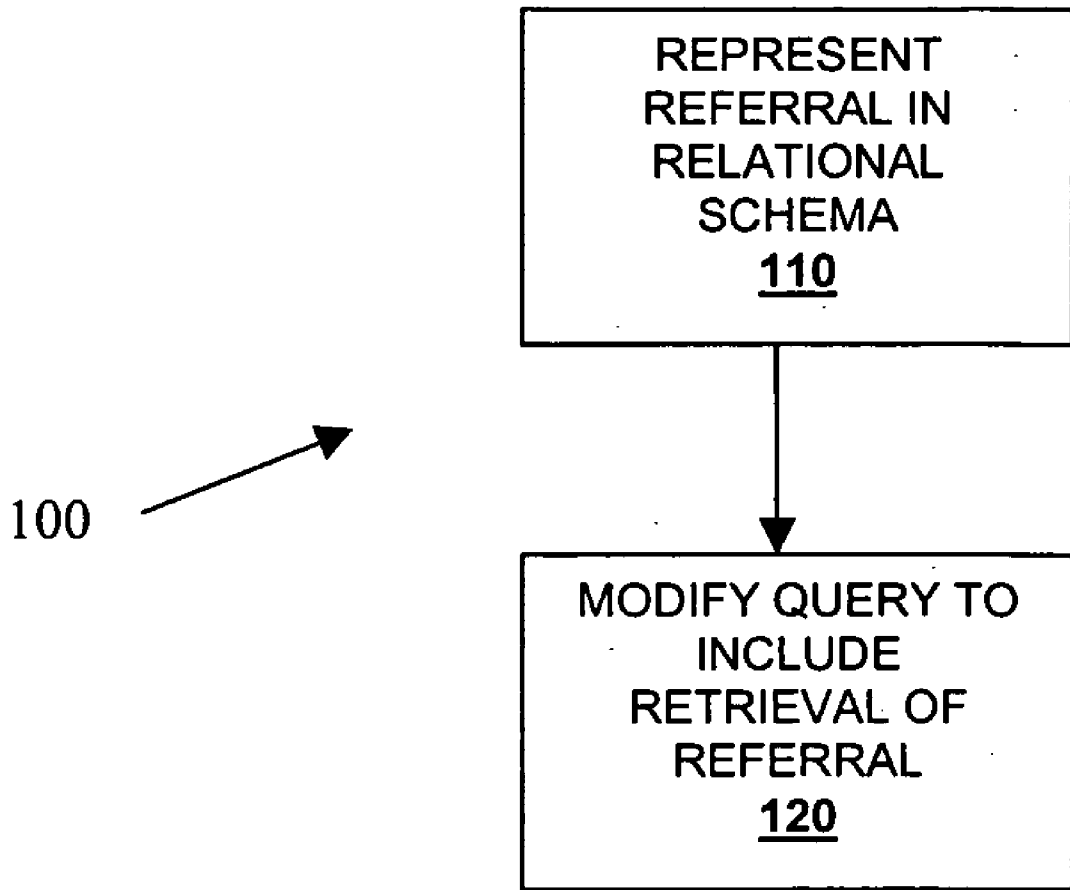 REPRESENT
REFERRAL IN
RELATIONAL
SCHEMA
110
100
MODIFY QUERY TO
INCLUDE
RETRIEVAL OF
REFERRAL
120